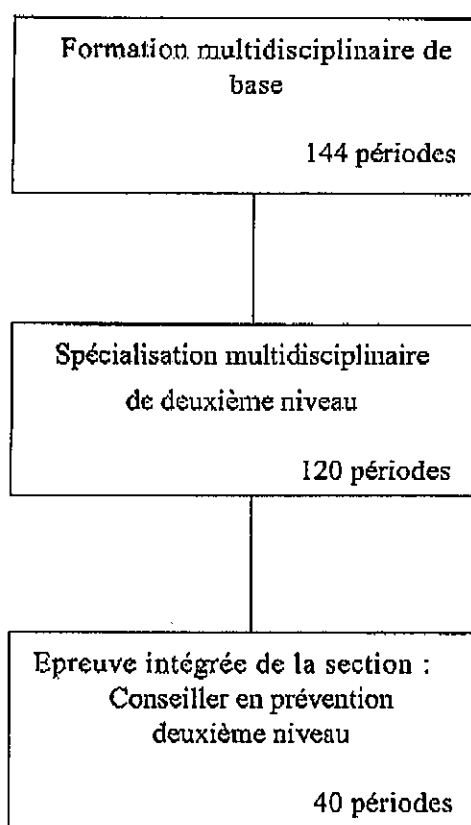 Formation multidisciplinaire de
base
144 périodes
Spécialisation multidisciplinaire
de deuxième niveau
120 périodes
Epreuve intégrée de la section :
Conseiller en prévention
deuxième niveau
40 périodes